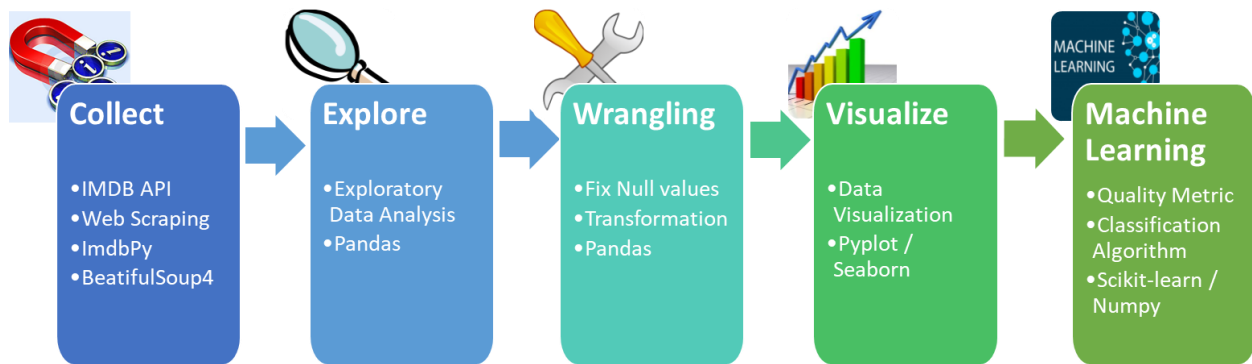 MACHINE
LEARNING
Collect
•IMDB API
•Web Scraping
•ImdbPy
•BeatifulSoup4
Explore
•Exploratory
Data Analysis
•Pandas
Wrangling
•Fix Null values
•Transformation
•Pandas
Visualize
•Data
Visualization
•Pyplot /
Seaborn
Machine
Learning
•Quality Metric
•Classification
Algorithm
•Scikit-learn /
Numpy